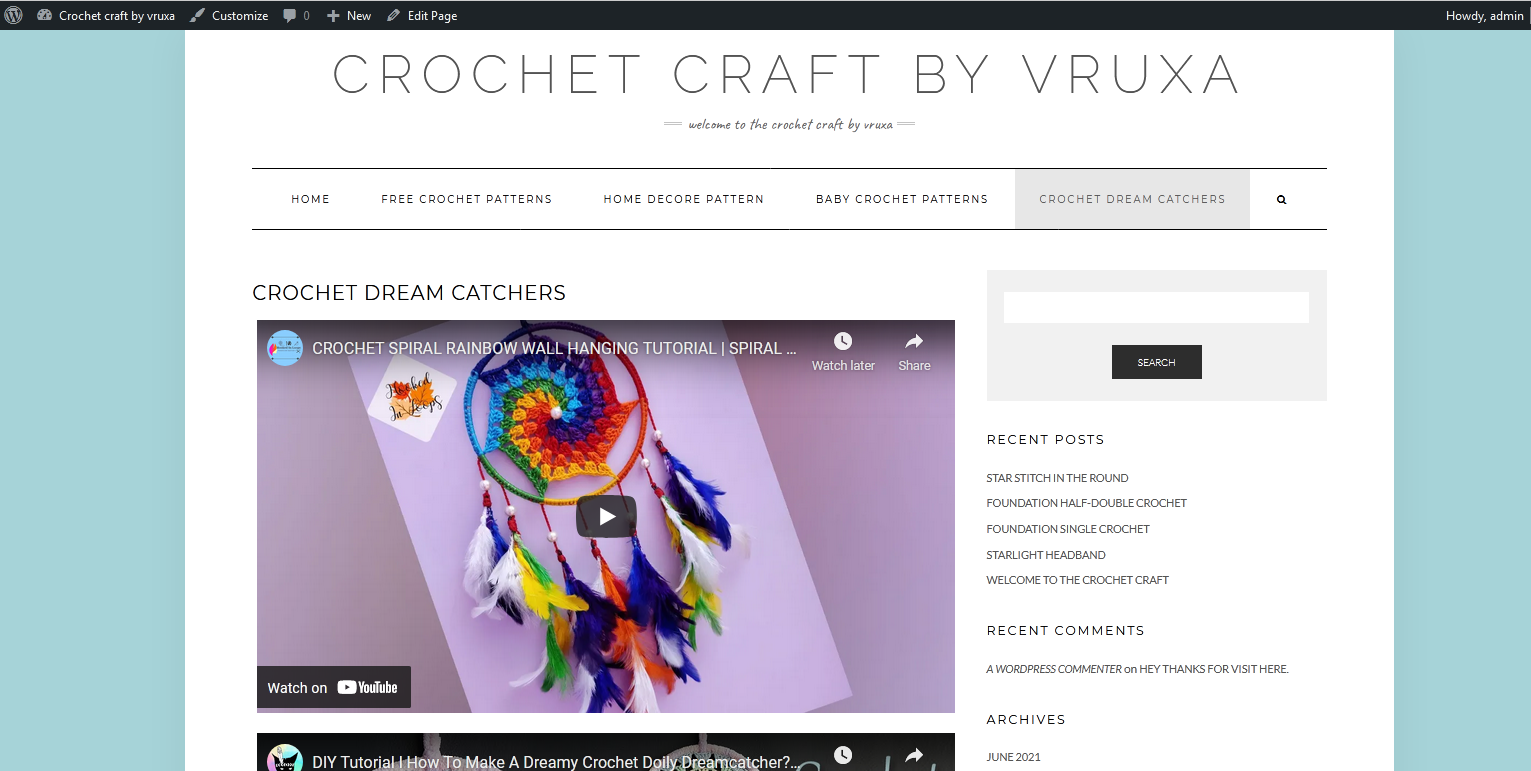 Crochet craft by vruxa Customize 0 New Edit Page Howdy, admin
CROCHET CRAFT BY VRUXA
welcome to the crochet craft by vruxa
HOME FREE CROCHET PATTERNS HOME DECORE PATTERN BABY CROCHET PATTERNS CROCHET DREAM CATCHERS
CROCHET DREAM CATCHERS
CROCHET SPIRAL RAINBOW WALL HANGING TUTORIAL | SPIRAL ...
Watch later Share
Hooked
In Loops
Watch on YouTube
DIY Tutorial l How To Make A Dreamy Crochet Doily Dreamcatcher?...
SEARCH
RECENT POSTS
STAR STITCH IN THE ROUND
FOUNDATION HALF-DOUBLE CROCHET
FOUNDATION SINGLE CROCHET
STARLIGHT HEADBAND
WELCOME TO THE CROCHET CRAFT
RECENT COMMENTS
A WORDPRESS COMMENTER on HEY THANKS FOR VISIT HERE.
ARCHIVES
JUNE 2021